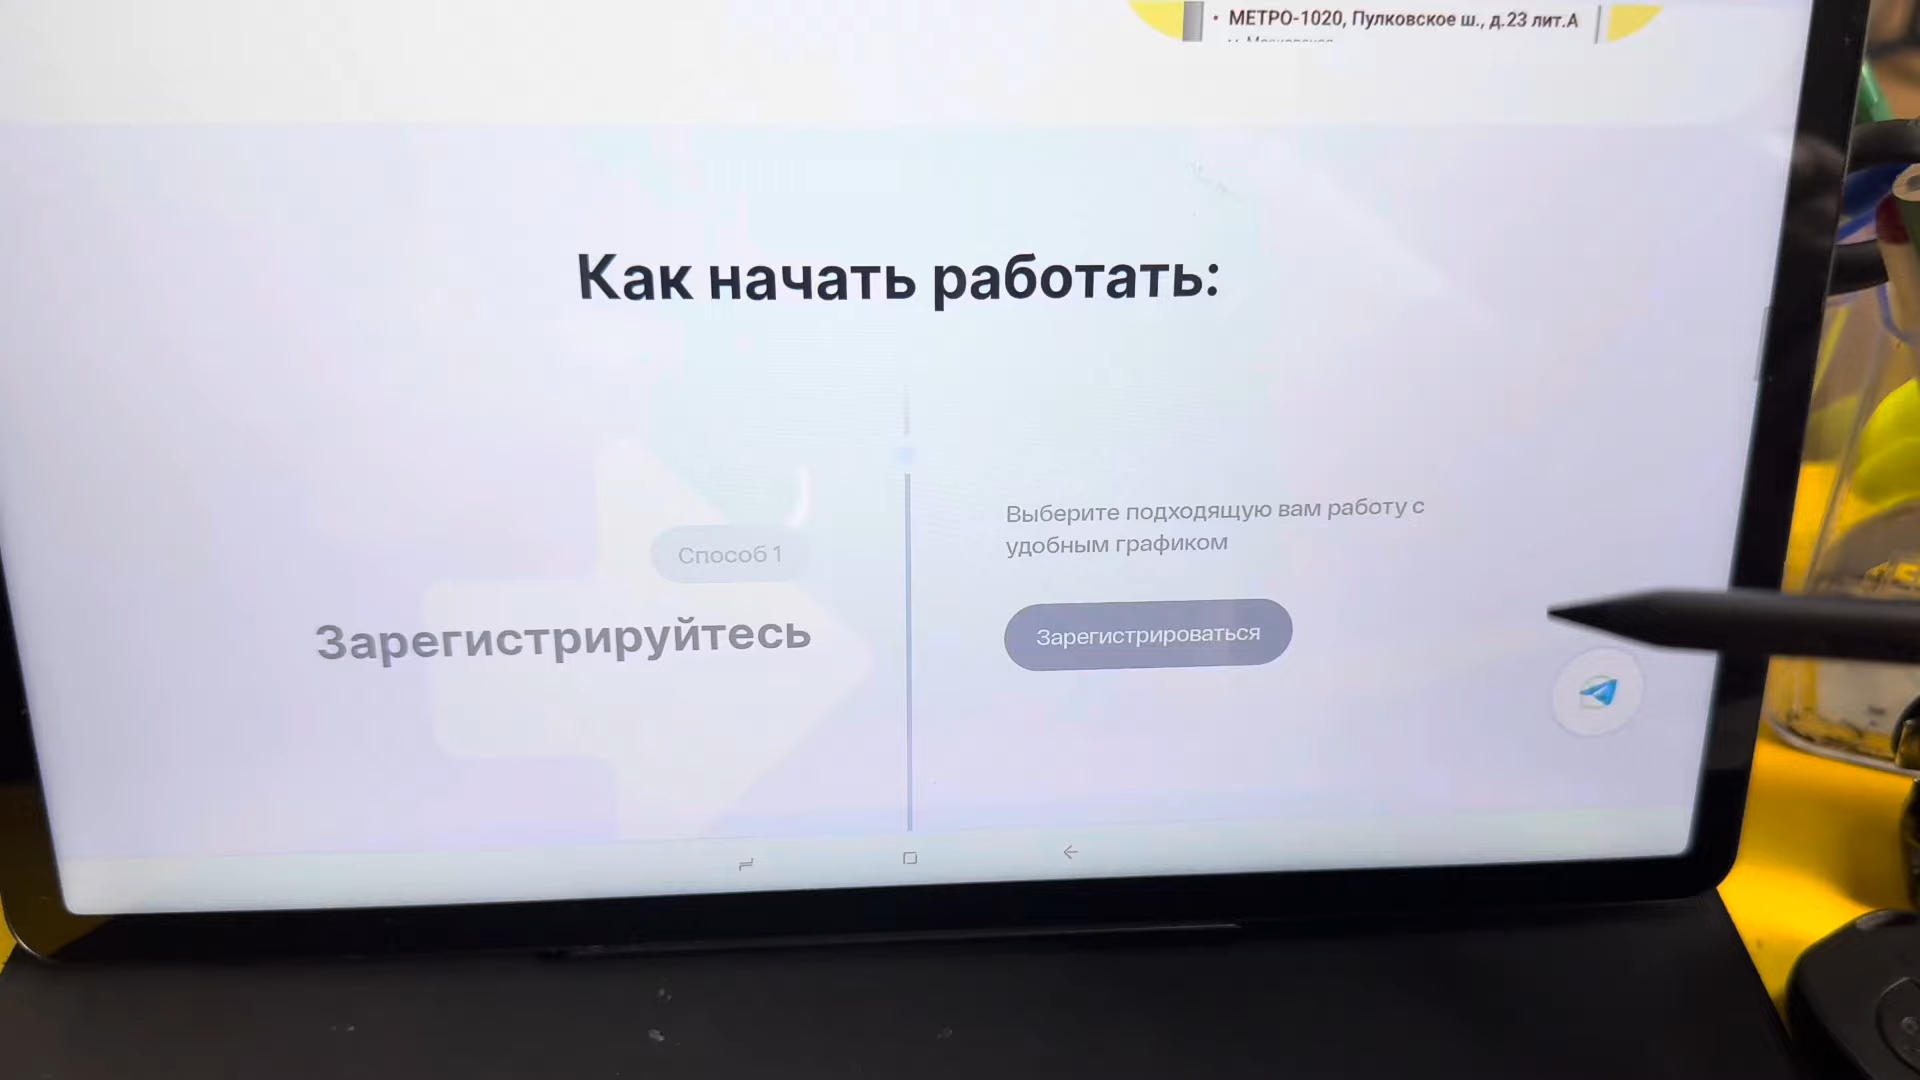 • МЕТРО-1020, Пулковское ш., д.23 лит.А
Как начать работать:
Способ 1
Зарегистрируйтесь
Выберите подходящую вам работу с
удобным графиком
Зарегистрироваться